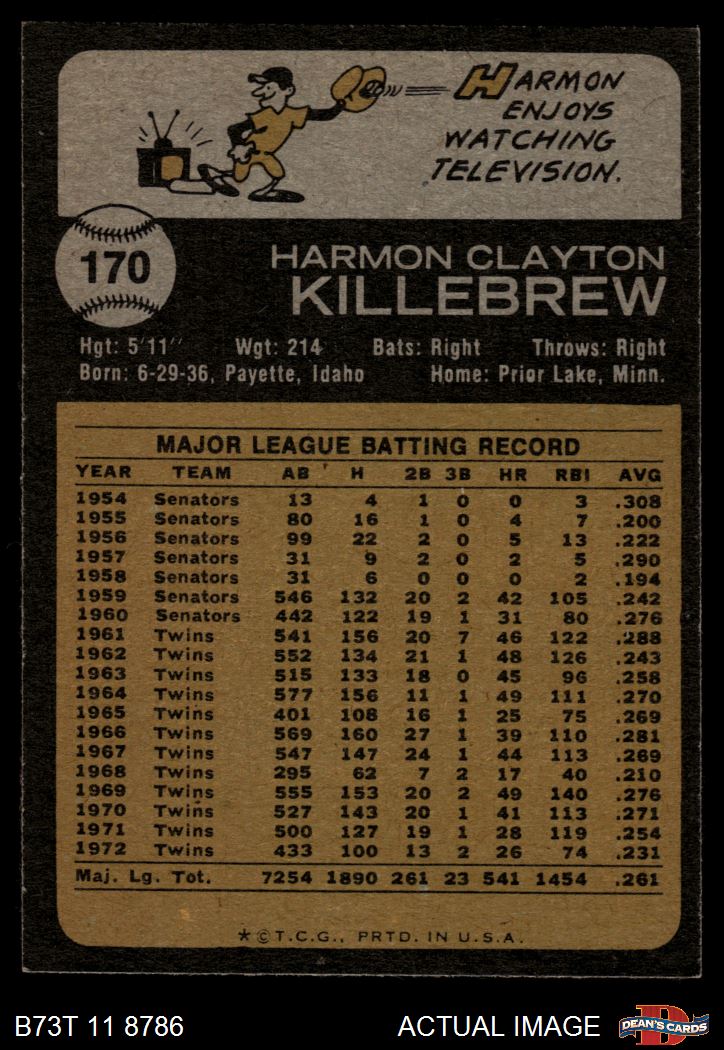 HARMON
ENJOYS
WATCHING
TELEVISION.
170
HARMON CLAYTON
KILLEBREW
Hgt: 5'11" Wgt: 214 Bats: Right Throws: Right
Born: 6-29-36, Payette, Idaho Home: Prior Lake, Minn.
MAJOR LEAGUE BATTING RECORD
YEAR TEAM AB H 2B 3B HR RBI AVG
1954 Senators 13 4 1 0 0 3 .308
1955 Senators 80 16 1 0 4 7 .200
1956 Senators 99 22 2 0 5 13 .222
1957 Senators 31 9 2 0 2 5 .290
1958 Senators 31 6 0 0 0 2 .194
1959 Senators 546 132 20 2 42 105 .242
1960 Senators 442 122 19 1 31 80 .276
1961 Twins 541 156 20 7 46 122 .288
1962 Twins 552 134 21 1 48 126 .243
1963 Twins 515 133 18 0 45 96 .258
1964 Twins 577 156 11 1 49 111 .270
1965 Twins 401 108 16 1 25 75 .269
1966 Twins 569 160 27 1 39 110 .281
1967 Twins 547 147 24 1 44 113 .269
1968 Twins 295 62 7 2 17 40 .210
1969 Twins 555 153 20 2 49 140 .276
1970 Twins 527 143 20 1 41 113 .271
1971 Twins 500 127 19 1 28 119 .254
1972 Twins 433 100 13 2 26 74 .231
Maj. Lg. Tot. 7254 1890 261 23 541 1454 .261
* © T.C.G., PRTD. IN U.S.A.
B73T 11 8786 ACTUAL IMAGE D DEAN'S CARDS